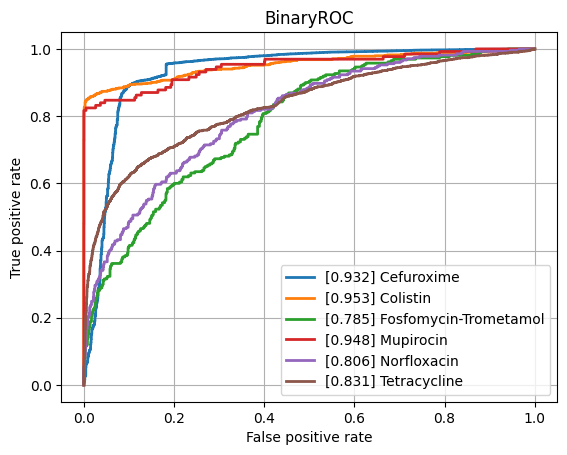 BinaryROC
True positive rate
1.0
0.8
0.6
0.4
0.2
0.0
[0.932] Cefuroxime
[0.953] Colistin
[0.785] Fosfomycin-Trometamol
[0.948] Mupirocin
[0.806] Norfloxacin
[0.831] Tetracycline
0.0 0.2 0.4 0.6 0.8 1.0
False positive rate